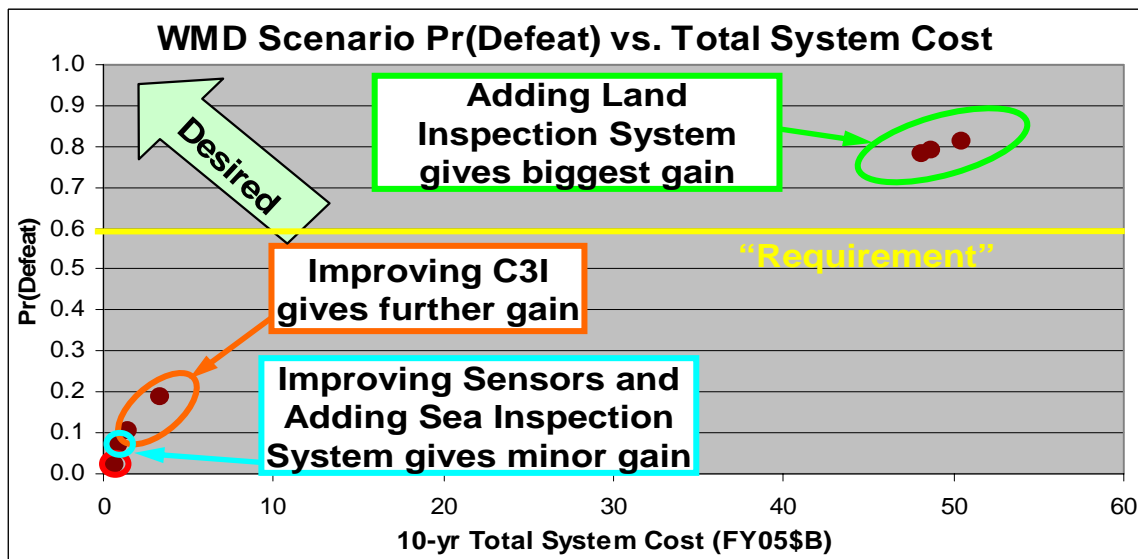 WMD Scenario Pr(Defeat) vs. Total System Cost
Pr(Defeat)
1.0
0.9
0.8
0.7
0.6
0.5
0.4
0.3
0.2
0.1
0.0
Desired
Adding Land
Inspection System
gives biggest gain
“Requirement”
Improving C3I
gives further gain
Improving Sensors and
Adding Sea Inspection
System gives minor gain
0 10 20 30 40 50 60
10-yr Total System Cost (FY05$B)